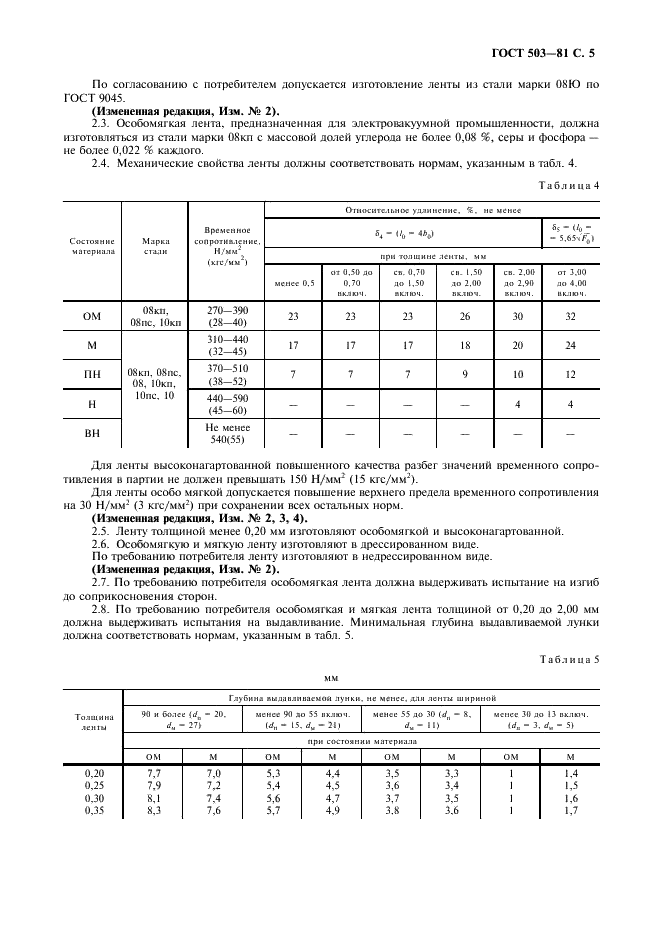 ГОСТ 503—81 С. 5
По согласованию с потребителем допускается изготовление ленты из стали марки 08Ю по
ГОСТ 9045.
(Измененная редакция, Изм. № 2).
2.3. Особомягкая лента, предназначенная для электровакуумной промышленности, должна
изготовляться из стали марки 08кп с массовой долей углерода не более 0,08 %, серы и фосфора —
не более 0,022 % каждого.
2.4. Механические свойства ленты должны соответствовать нормам, указанным в табл. 4.
Таблица 4
Состояние материала | Марка стали | Временное сопротивление, Н/мм² (кгс/мм²) | Относительное удлинение, %, не менее
δ₄ = (l₀ = 4b₀) | δ₅ = (l₀ = = 5,65√F₀)
при толщине ленты, мм
менее 0,5 | от 0,50 до 0,70 включ. | св. 0,70 до 1,50 включ. | св. 1,50 до 2,00 включ. | св. 2,00 до 2,90 включ. | от 3,00 до 4,00 включ.
ОМ | 08кп, 08пс, 10кп | 270—390 (28—40) | 23 | 23 | 23 | 26 | 30 | 32
М | 08кп, 08пс, 08, 10кп, 10пс, 10 | 310—440 (32—45) | 17 | 17 | 17 | 18 | 20 | 24
ПН | 370—510 (38—52) | 7 | 7 | 7 | 9 | 10 | 12
Н | 440—590 (45—60) | — | — | — | — | 4 | 4
ВН | Не менее 540(55) | — | — | — | — | — | —
Для ленты высоконагартованной повышенного качества разбег значений временного сопро-
тивления в партии не должен превышать 150 Н/мм² (15 кгс/мм²).
Для ленты особо мягкой допускается повышение верхнего предела временного сопротивления
на 30 Н/мм² (3 кгс/мм²) при сохранении всех остальных норм.
(Измененная редакция, Изм. № 2, 3, 4).
2.5. Ленту толщиной менее 0,20 мм изготовляют особомягкой и высоконагартованной.
2.6. Особомягкую и мягкую ленту изготовляют в дрессированном виде.
По требованию потребителя ленту изготовляют в недрессированном виде.
(Измененная редакция, Изм. № 2).
2.7. По требованию потребителя особомягкая лента должна выдерживать испытание на изгиб
до соприкосновения сторон.
2.8. По требованию потребителя особомягкая и мягкая лента толщиной от 0,20 до 2,00 мм
должна выдерживать испытания на выдавливание. Минимальная глубина выдавливаемой лунки
должна соответствовать нормам, указанным в табл. 5.
Таблица 5
мм
Толщина ленты | Глубина выдавливаемой лунки, не менее, для ленты шириной
90 и более (dп = 20, dм = 27) | менее 90 до 55 включ. (dп = 15, dм = 21) | менее 55 до 30 (dп = 8, dм = 11) | менее 30 до 13 включ. (dп = 3, dм = 5)
при состоянии материала
ОМ | М | ОМ | М | ОМ | М | ОМ | М
0,20 | 7,7 | 7,0 | 5,3 | 4,4 | 3,5 | 3,3 | 1 | 1,4
0,25 | 7,9 | 7,2 | 5,4 | 4,5 | 3,6 | 3,4 | 1 | 1,5
0,30 | 8,1 | 7,4 | 5,6 | 4,7 | 3,7 | 3,5 | 1 | 1,6
0,35 | 8,3 | 7,6 | 5,7 | 4,9 | 3,8 | 3,6 | 1 | 1,7